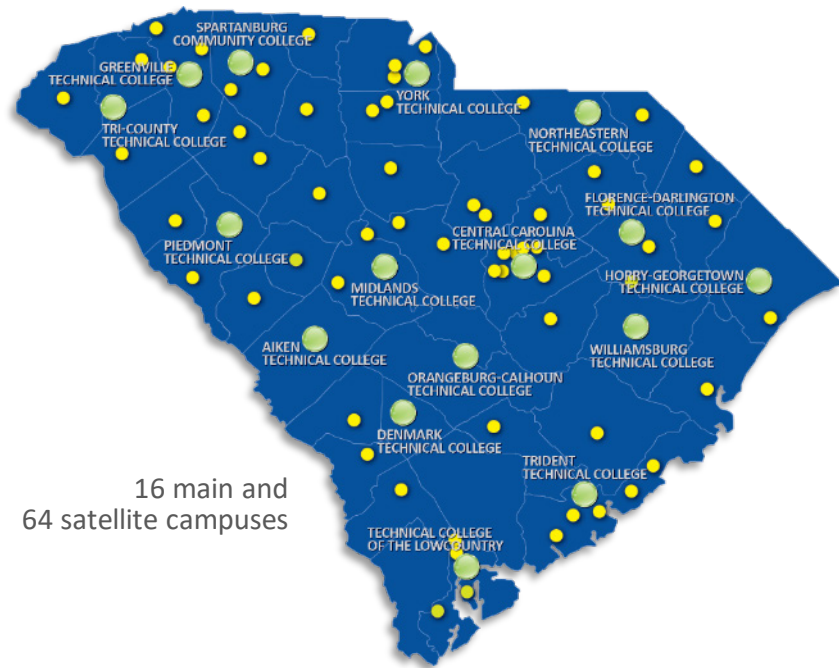 SPARTANBURG
COMMUNITY COLLEGE
GREENVILLE
TECHNICAL COLLEGE
YORK
TECHNICAL COLLEGE
TRI-COUNTY
TECHNICAL COLLEGE
NORTHEASTERN
TECHNICAL COLLEGE
FLORENCE-DARLINGTON
TECHNICAL COLLEGE
PIEDMONT
TECHNICAL COLLEGE
CENTRAL CAROLINA
TECHNICAL COLLEGE
MIDLANDS
TECHNICAL COLLEGE
HORRY-GEORGETOWN
TECHNICAL COLLEGE
AIKEN
TECHNICAL COLLEGE
WILLIAMSBURG
TECHNICAL COLLEGE
ORANGEBURG-CALHOUN
TECHNICAL COLLEGE
DENMARK
TECHNICAL COLLEGE
TRIDENT
TECHNICAL COLLEGE
16 main and
64 satellite campuses
TECHNICAL COLLEGE
OF THE LOWCOUNTRY